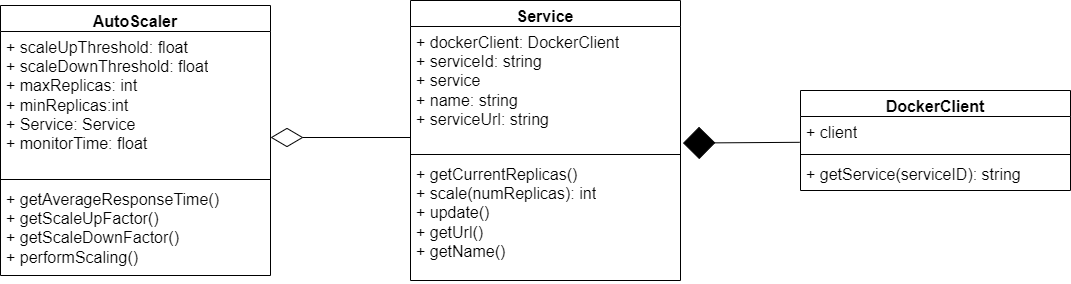 AutoScaler
+ scaleUpThreshold: float
+ scaleDownThreshold: float
+ maxReplicas: int
+ minReplicas:int
+ Service: Service
+ monitorTime: float
+ getAverageResponseTime()
+ getScaleUpFactor()
+ getScaleDownFactor()
+ performScaling()
Service
+ dockerClient: DockerClient
+ serviceId: string
+ service
+ name: string
+ serviceUrl: string
+ getCurrentReplicas()
+ scale(numReplicas): int
+ update()
+ getUrl()
+ getName()
DockerClient
+ client
+ getService(serviceID): string